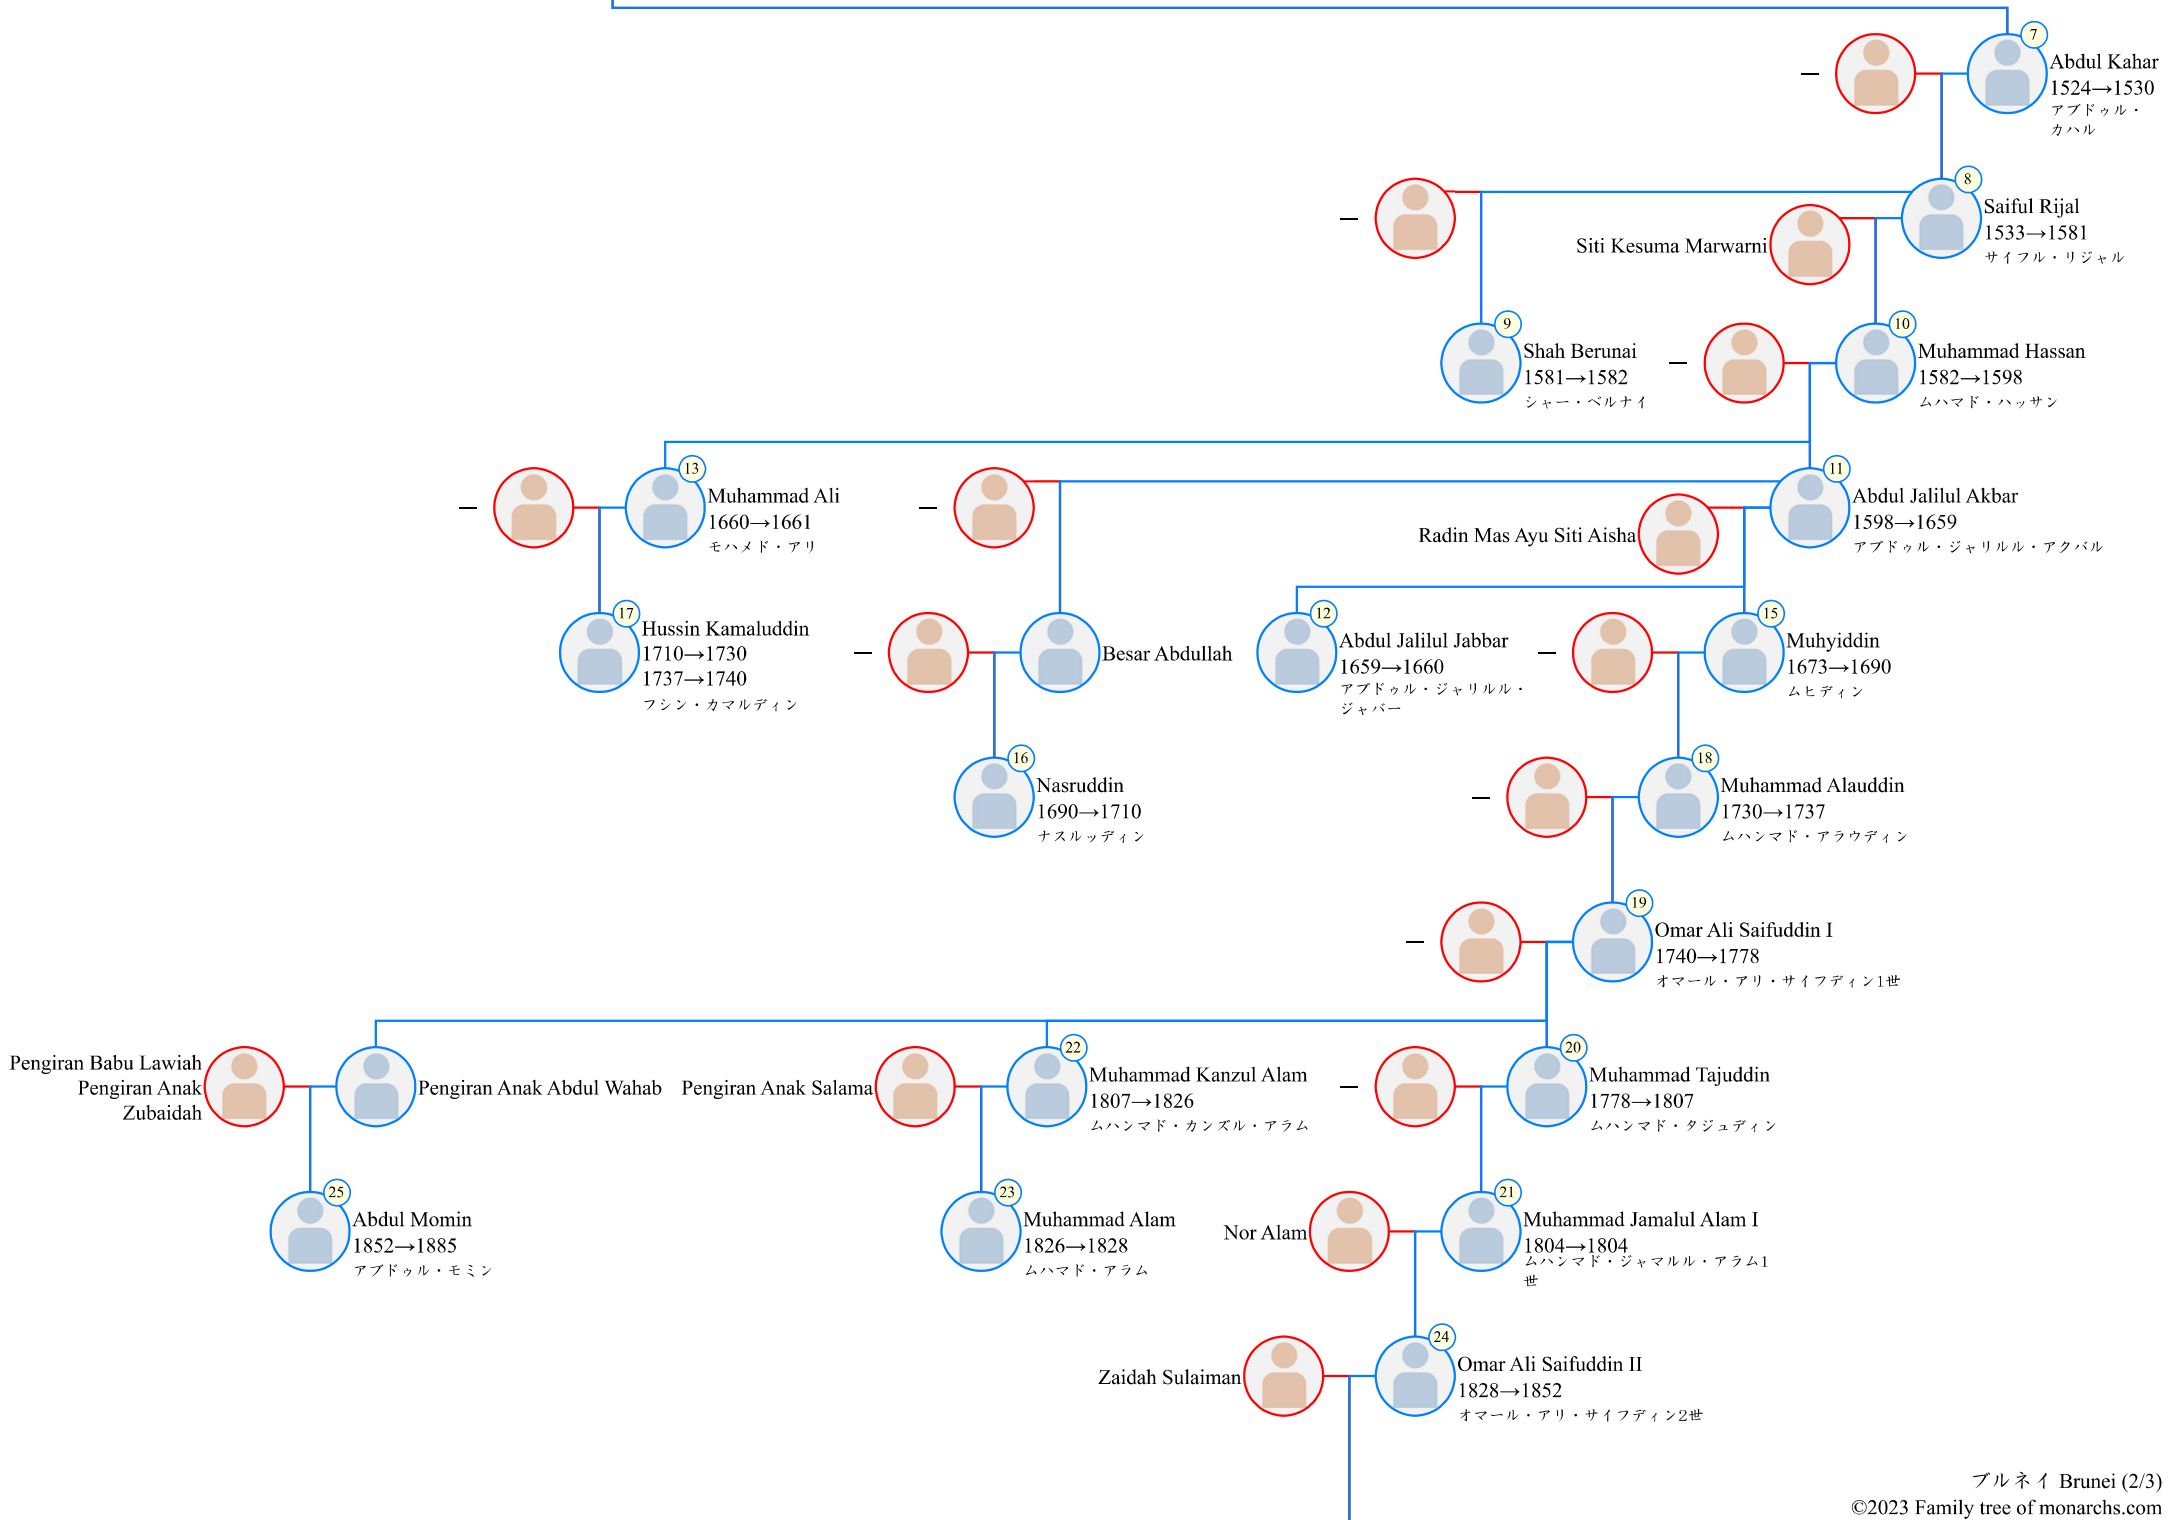 7
Abdul Kahar
1524→1530
アブドゥル・
カハル
—
8
Saiful Rijal
1533→1581
サイフル・リジャル
—
Siti Kesuma Marwarni
9
Shah Berunai
1581→1582
シャー・ベルナイ
—
10
Muhammad Hassan
1582→1598
ムハマド・ハッサン
—
13
Muhammad Ali
1660→1661
モハメド・アリ
—
Radin Mas Ayu Siti Aisha
11
Abdul Jalilul Akbar
1598→1659
アブドゥル・ジャリルル・アクバル
17
Hussin Kamaluddin
1710→1730
1737→1740
フシン・カマルディン
—
Besar Abdullah
12
Abdul Jalilul Jabbar
1659→1660
アブドゥル・ジャリルル・
ジャバー
—
15
Muhyiddin
1673→1690
ムヒディン
16
Nasruddin
1690→1710
ナスルッディン
—
18
Muhammad Alauddin
1730→1737
ムハンマド・アラウディン
—
19
Omar Ali Saifuddin I
1740→1778
オマール・アリ・サイフディン1世
Pengiran Babu Lawiah
Pengiran Anak
Zubaidah
Pengiran Anak Abdul Wahab
Pengiran Anak Salama
22
Muhammad Kanzul Alam
1807→1826
ムハンマド・カンズル・アラム
—
20
Muhammad Tajuddin
1778→1807
ムハンマド・タジュディン
25
Abdul Momin
1852→1885
アブドゥル・モミン
23
Muhammad Alam
1826→1828
ムハマド・アラム
Nor Alam
21
Muhammad Jamalul Alam I
1804→1804
ムハンマド・ジャマルル・アラム1
世
Zaidah Sulaiman
24
Omar Ali Saifuddin II
1828→1852
オマール・アリ・サイフディン2世
ブルネイ Brunei (2/3)
©2023 Family tree of monarchs.com